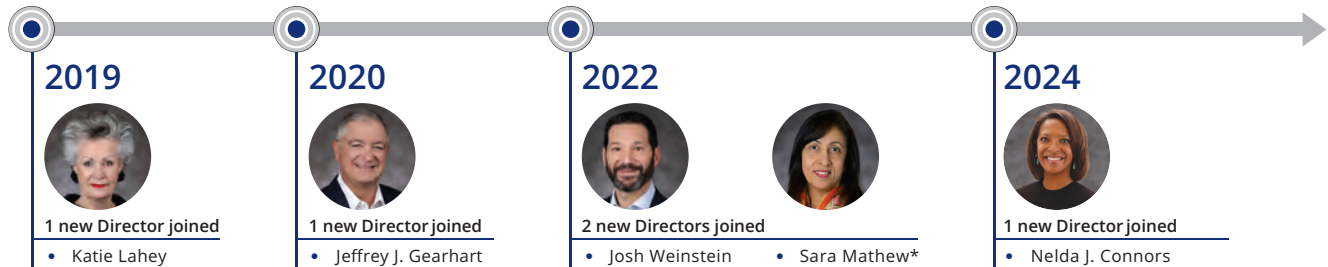 2019
1 new Director joined
• Katie Lahey
2020
1 new Director joined
• Jeffrey J. Gearhart
2022
2 new Directors joined
• Josh Weinstein
• Sara Mathew*
2024
1 new Director joined
• Nelda J. Connors